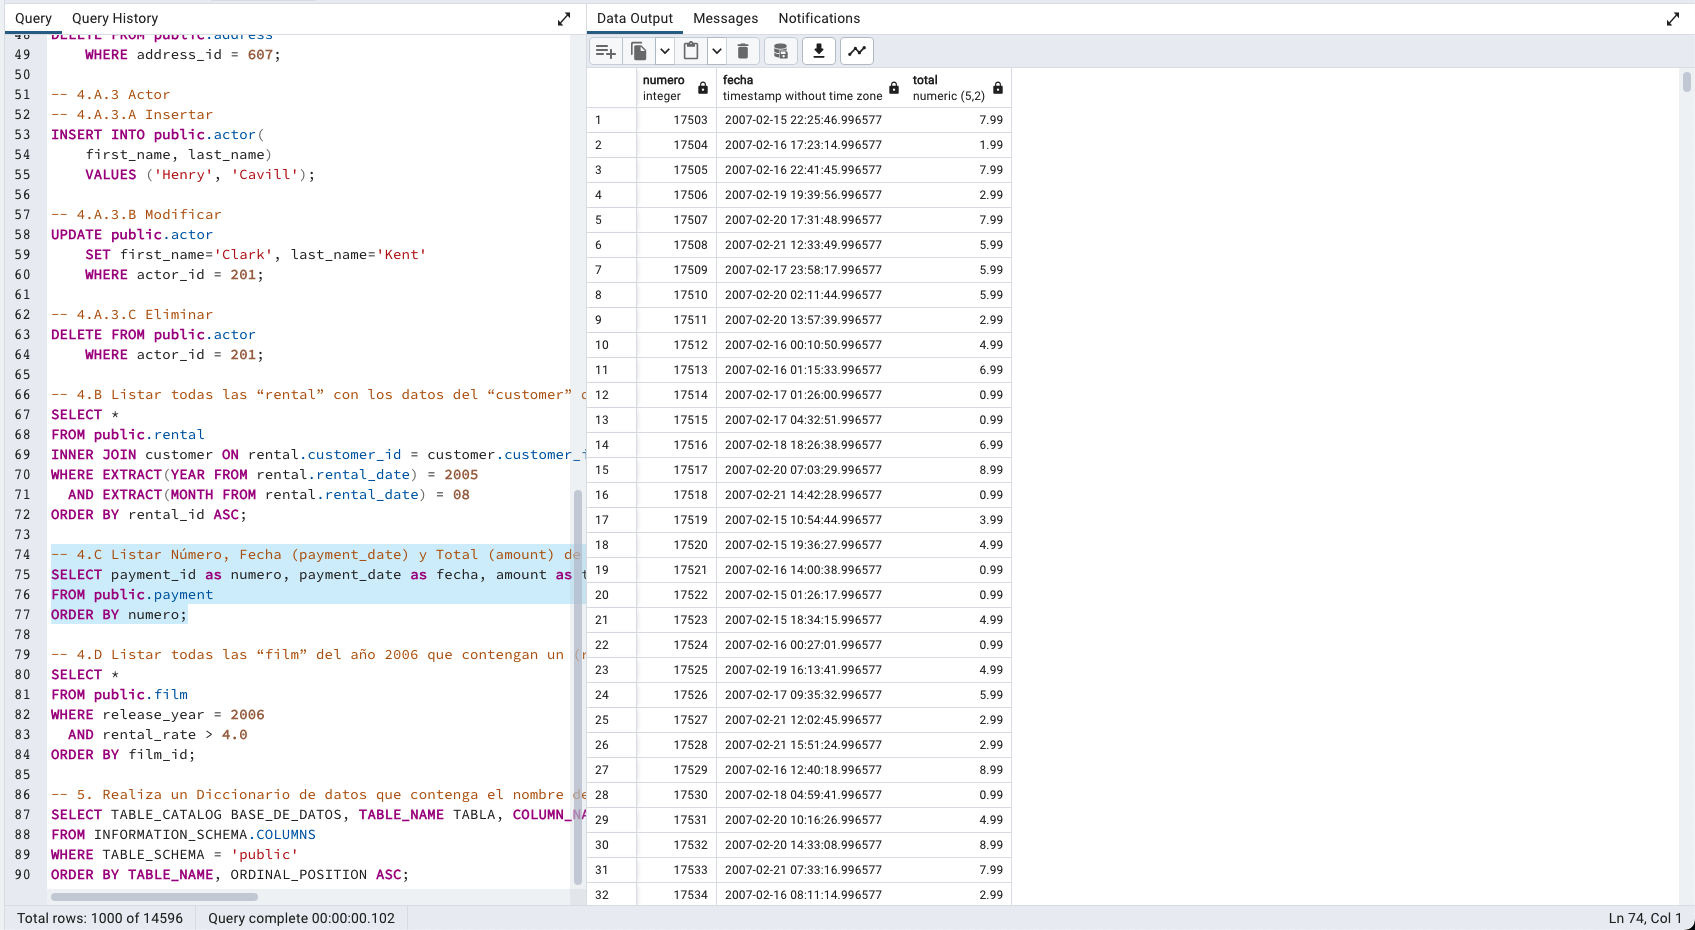 Query Query History
48 DELETE FROM public.address
49 WHERE address_id = 607;
50
51 -- 4.A.3 Actor
52 -- 4.A.3.A Insertar
53 INSERT INTO public.actor(
54 first_name, last_name)
55 VALUES ('Henry', 'Cavill');
56
57 -- 4.A.3.B Modificar
58 UPDATE public.actor
59 SET first_name='Clark', last_name='Kent'
60 WHERE actor_id = 201;
61
62 -- 4.A.3.C Eliminar
63 DELETE FROM public.actor
64 WHERE actor_id = 201;
65
66 -- 4.B Listar todas las “rental” con los datos del “customer”
67 SELECT *
68 FROM public.rental
69 INNER JOIN customer ON rental.customer_id = customer.customer_i
70 WHERE EXTRACT(YEAR FROM rental.rental_date) = 2005
71 AND EXTRACT(MONTH FROM rental.rental_date) = 08
72 ORDER BY rental_id ASC;
73
74 -- 4.C Listar Número, Fecha (payment_date) y Total (amount) de
75 SELECT payment_id as numero, payment_date as fecha, amount as t
76 FROM public.payment
77 ORDER BY numero;
78
79 -- 4.D Listar todas las “film” del año 2006 que contengan un (r
80 SELECT *
81 FROM public.film
82 WHERE release_year = 2006
83 AND rental_rate > 4.0
84 ORDER BY film_id;
85
86 -- 5. Realiza un Diccionario de datos que contenga el nombre de
87 SELECT TABLE_CATALOG BASE_DE_DATOS, TABLE_NAME TABLA, COLUMN_NA
88 FROM INFORMATION_SCHEMA.COLUMNS
89 WHERE TABLE_SCHEMA = 'public'
90 ORDER BY TABLE_NAME, ORDINAL_POSITION ASC;
Data Output Messages Notifications
numero fecha total
integer timestamp without time zone numeric (5,2)
1 17503 2007-02-15 22:25:46.996577 7.99
2 17504 2007-02-16 17:23:14.996577 1.99
3 17505 2007-02-16 22:41:45.996577 7.99
4 17506 2007-02-19 19:39:56.996577 2.99
5 17507 2007-02-20 17:31:48.996577 7.99
6 17508 2007-02-21 12:33:49.996577 5.99
7 17509 2007-02-17 23:58:17.996577 5.99
8 17510 2007-02-20 02:11:44.996577 5.99
9 17511 2007-02-20 13:57:39.996577 2.99
10 17512 2007-02-16 00:10:50.996577 4.99
11 17513 2007-02-16 01:15:33.996577 6.99
12 17514 2007-02-17 01:26:00.996577 0.99
13 17515 2007-02-17 04:32:51.996577 0.99
14 17516 2007-02-18 18:26:38.996577 6.99
15 17517 2007-02-20 07:03:29.996577 8.99
16 17518 2007-02-21 14:42:28.996577 0.99
17 17519 2007-02-15 10:54:44.996577 3.99
18 17520 2007-02-15 19:36:27.996577 4.99
19 17521 2007-02-16 14:00:38.996577 0.99
20 17522 2007-02-15 01:26:17.996577 0.99
21 17523 2007-02-15 18:34:15.996577 4.99
22 17524 2007-02-16 00:27:01.996577 0.99
23 17525 2007-02-19 16:13:41.996577 4.99
24 17526 2007-02-17 09:35:32.996577 5.99
25 17527 2007-02-21 12:02:45.996577 2.99
26 17528 2007-02-21 15:51:24.996577 2.99
27 17529 2007-02-16 12:40:18.996577 8.99
28 17530 2007-02-18 04:59:41.996577 0.99
29 17531 2007-02-20 10:16:26.996577 4.99
30 17532 2007-02-20 14:33:08.996577 8.99
31 17533 2007-02-21 07:33:16.996577 7.99
32 17534 2007-02-16 08:11:14.996577 2.99
Total rows: 1000 of 14596 Query complete 00:00:00.102 Ln 74, Col 1